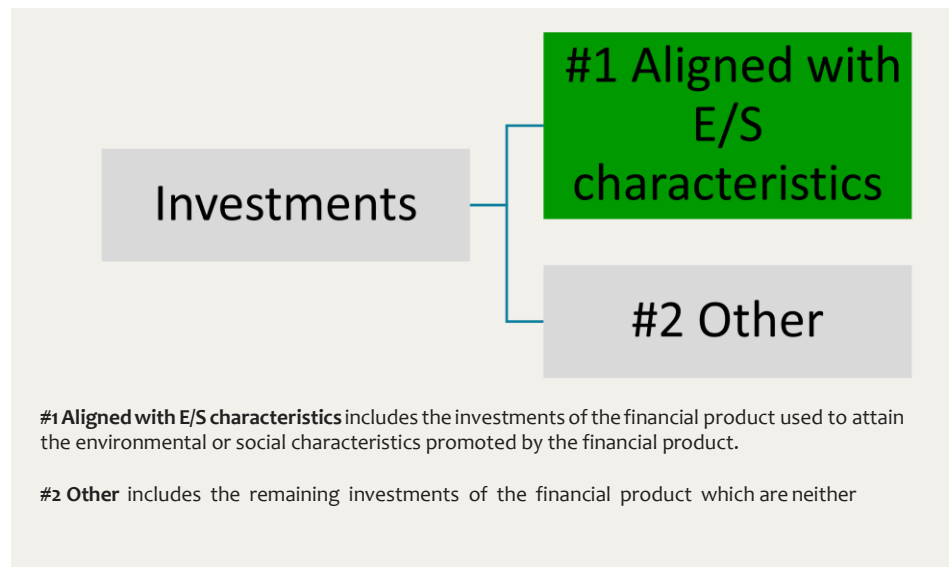 #1 Aligned with
E/S
characteristics
Investments
#2 Other
#1 Aligned with E/S characteristics includes the investments of the financial product used to attain
the environmental or social characteristics promoted by the financial product.
#2 Other includes the remaining investments of the financial product which are neither